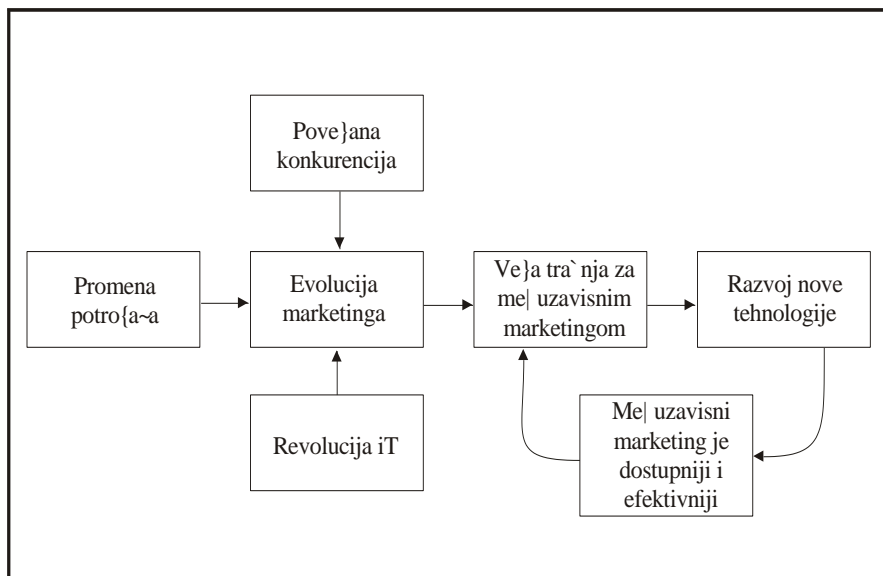 Pove}ana
konkurencija
Promena
potro{a~a
Evolucija
marketinga
Ve}a tra`nja za
me| uzavisnim
marketingom
Razvoj nove
tehnologije
Revolucija iT
Me| uzavisni
marketing je
dostupniji i
efektivniji